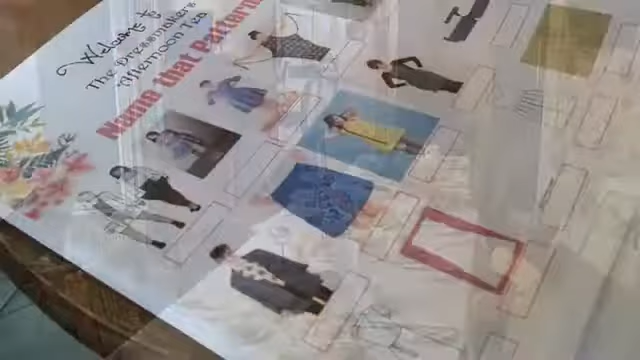 Welcome to
The Dressmakers
Afternoon Tea
Name that Pattern